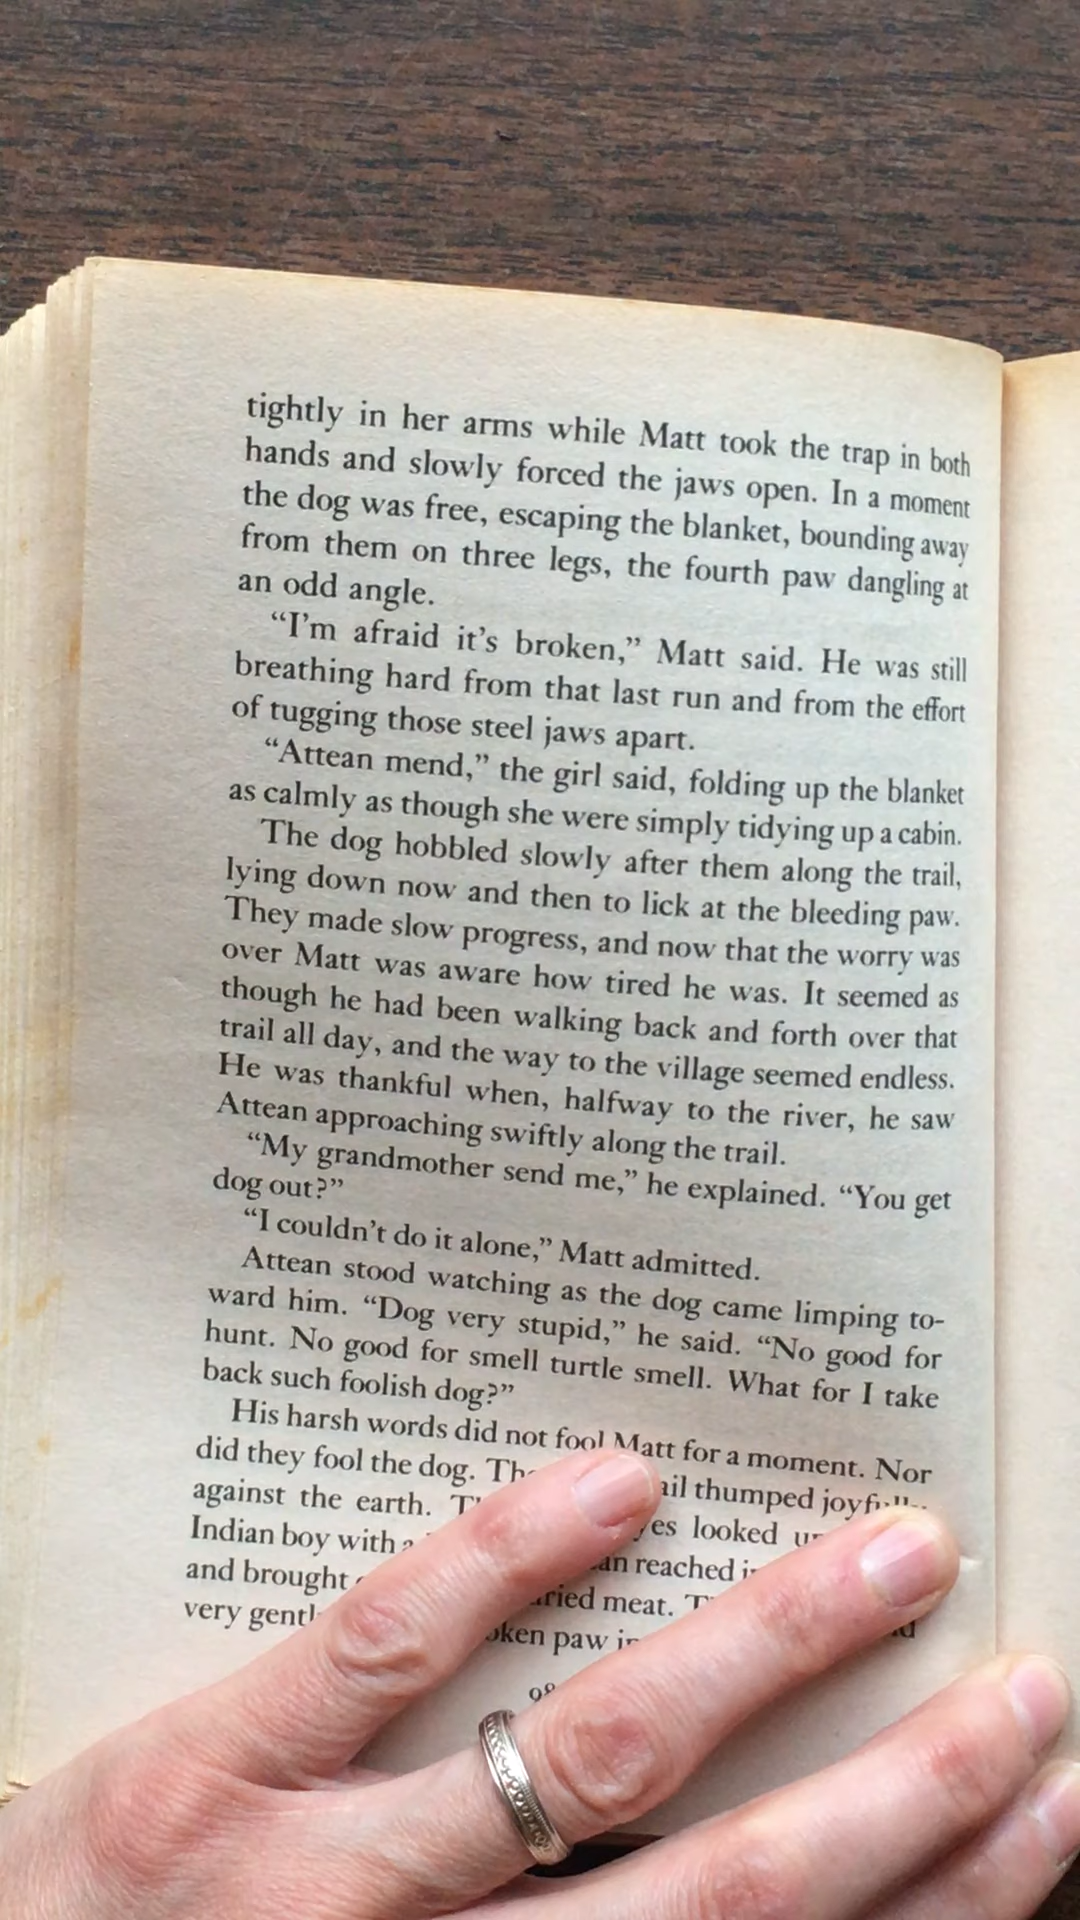 tightly in her arms while Matt took the trap in both
hands and slowly forced the jaws open. In a moment
the dog was free, escaping the blanket, bounding away
from them on three legs, the fourth paw dangling at
an odd angle.
“I’m afraid it’s broken,” Matt said. He was still
breathing hard from that last run and from the effort
of tugging those steel jaws apart.
“Attean mend,” the girl said, folding up the blanket
as calmly as though she were simply tidying up a cabin.
The dog hobbled slowly after them along the trail,
lying down now and then to lick at the bleeding paw.
They made slow progress, and now that the worry was
over Matt was aware how tired he was. It seemed as
though he had been walking back and forth over that
trail all day, and the way to the village seemed endless.
He was thankful when, halfway to the river, he saw
Attean approaching swiftly along the trail.
“My grandmother send me,” he explained. “You get
dog out?”
“I couldn’t do it alone,” Matt admitted.
Attean stood watching as the dog came limping to-
ward him. “Dog very stupid,” he said. “No good for
hunt. No good for smell turtle smell. What for I take
back such foolish dog?”
His harsh words did not fool Matt for a moment. Nor
did they fool the dog. thumped
against the earth. looked
Indian boy with reached
and brought meat.
very paw